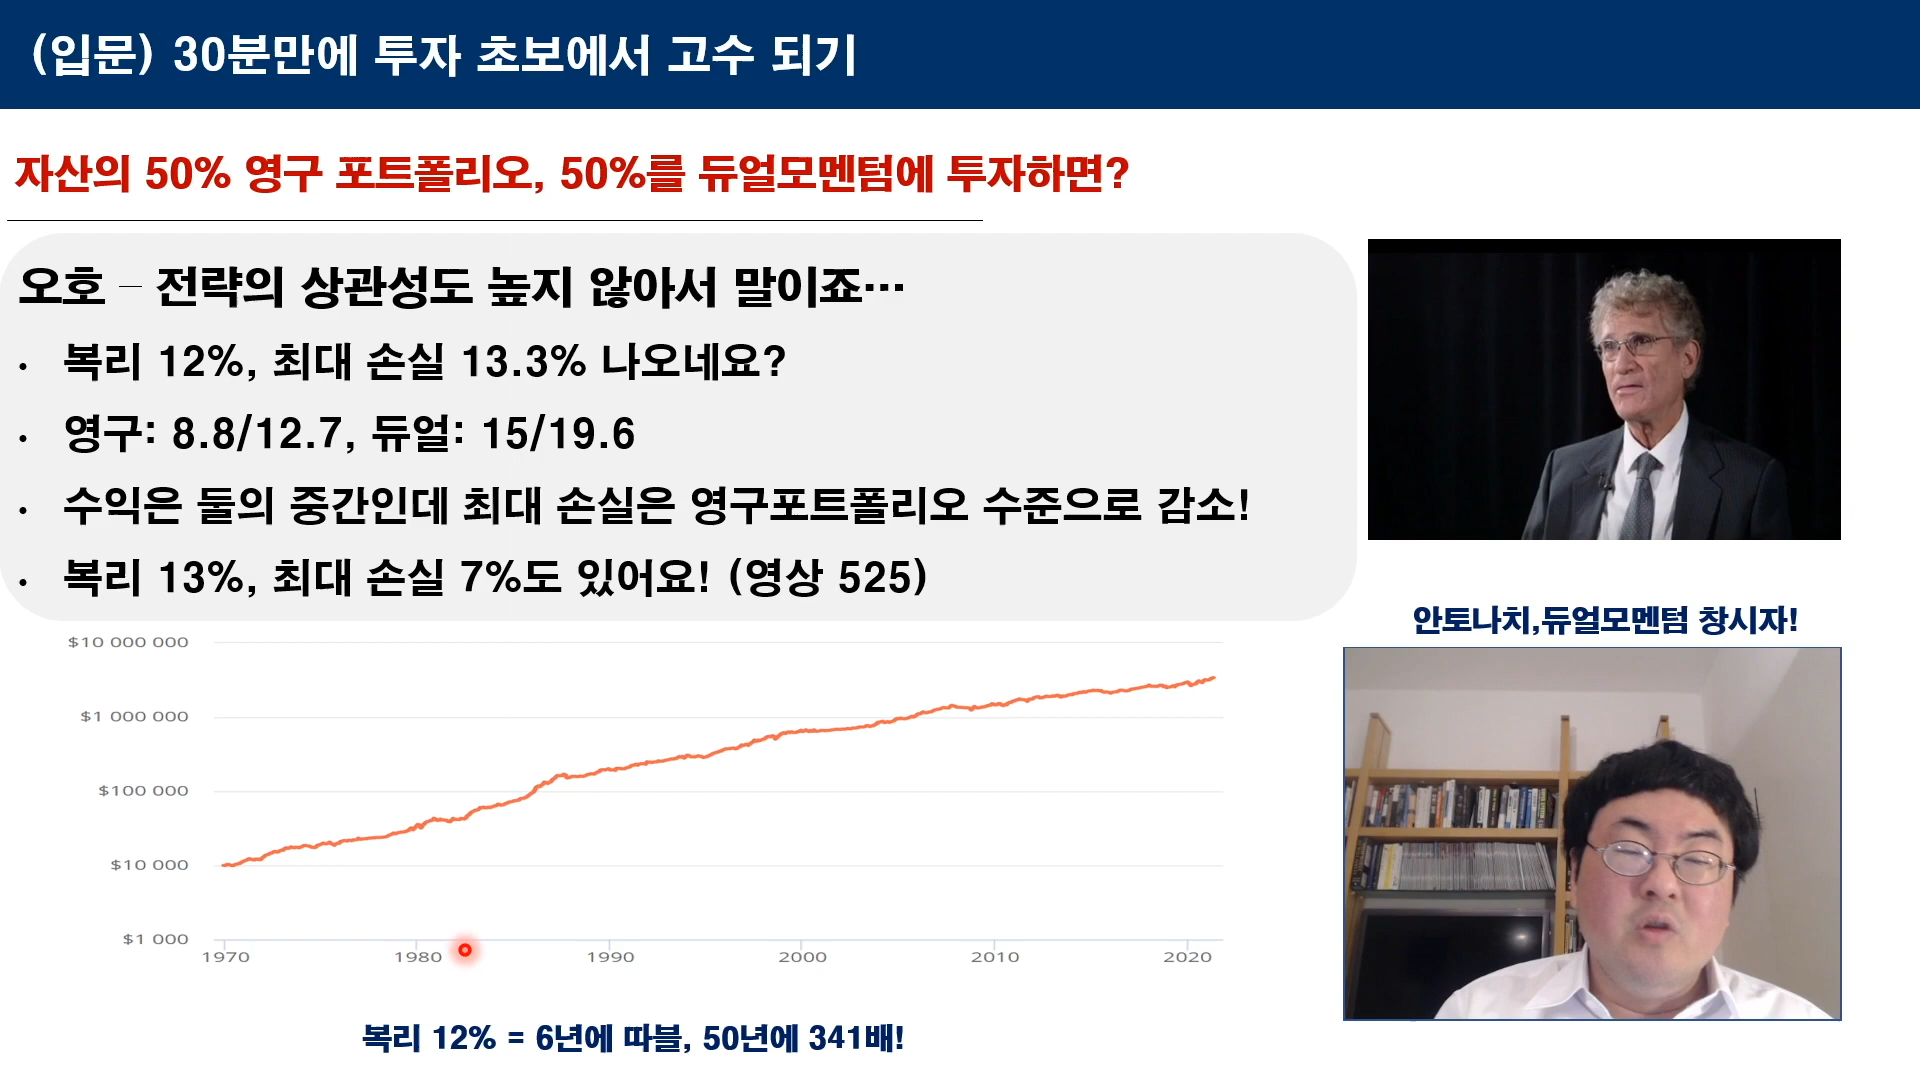 (입문) 30분만에 투자 초보에서 고수 되기
자산의 50% 영구 포트폴리오, 50%를 듀얼모멘텀에 투자하면?
오호 – 전략의 상관성도 높지 않아서 말이죠…
• 복리 12%, 최대 손실 13.3% 나오네요?
• 영구: 8.8/12.7, 듀얼: 15/19.6
• 수익은 둘의 중간인데 최대 손실은 영구포트폴리오 수준으로 감소!
• 복리 13%, 최대 손실 7%도 있어요! (영상 525)
안토나치,듀얼모멘텀 창시자!
$10 000 000
$1 000 000
$100 000
$10 000
$1 000
1970 1980 1990 2000 2010 2020
복리 12% = 6년에 따블, 50년에 341배!